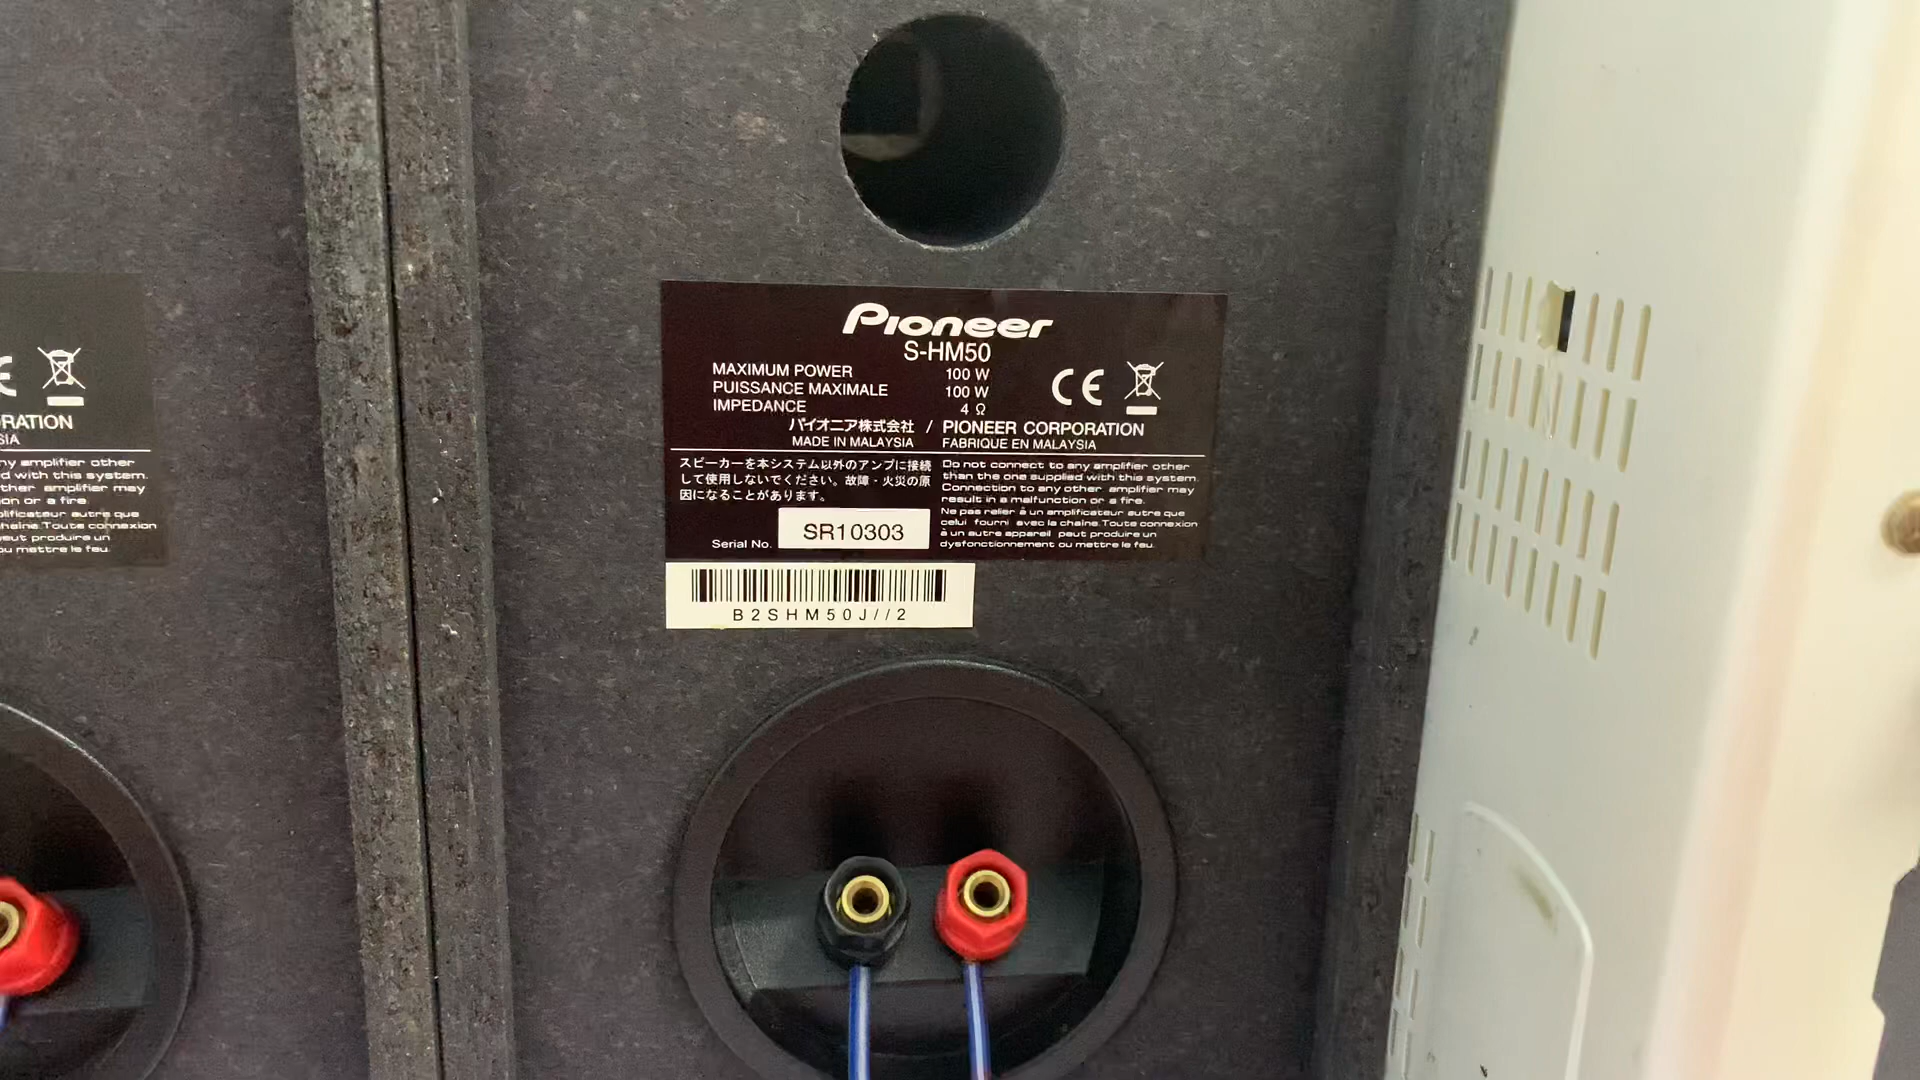 Pioneer
S-HM50
MAXIMUM POWER 100 W
PUISSANCE MAXIMALE 100 W
IMPEDANCE 4 Ω
CE
パイオニア株式会社 / PIONEER CORPORATION
MADE IN MALAYSIA FABRIQUE EN MALAYSIA
スピーカーを本システム以外のアンプに接続
して使用しないでください。故障・火災の原
因になることがあります。
Do not connect to any amplifier other
than the one supplied with this system.
Connection to any other amplifier may
result in a malfunction or a fire.
Ne pas relier à un amplificateur autre que
celui fourni avec la chaîne. Toute connexion
à un autre appareil peut produire un
dysfonctionnement ou mettre le feu.
Serial No. SR10303
B2SHM50J//2
RATION
SIA
ny amplifier other
d with this system.
ther amplifier may
on or a fire.
plificateur autre que
chaîne. Toute connexion
peut produire un
ou mettre le feu.